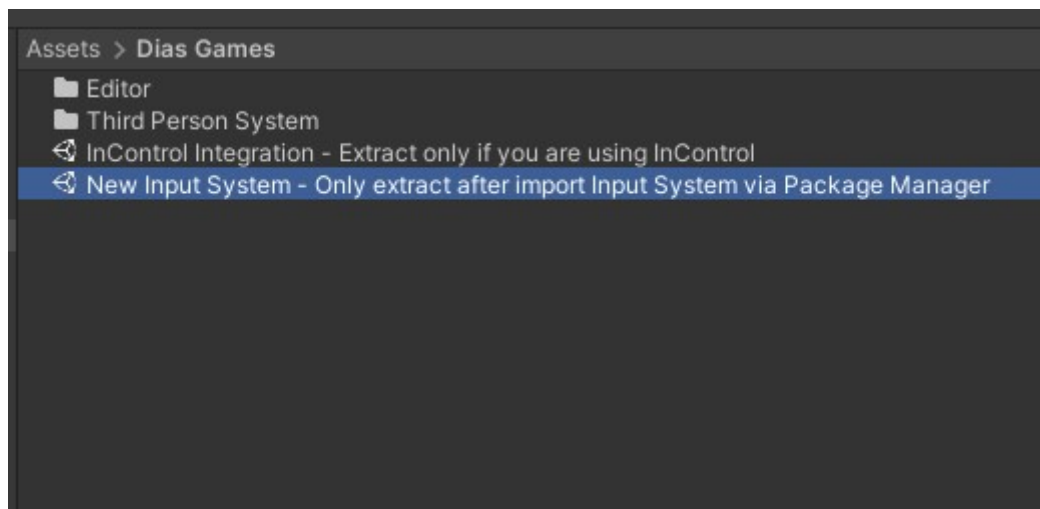 Assets > Dias Games
Editor
Third Person System
InControl Integration - Extract only if you are using InControl
New Input System - Only extract after import Input System via Package Manager